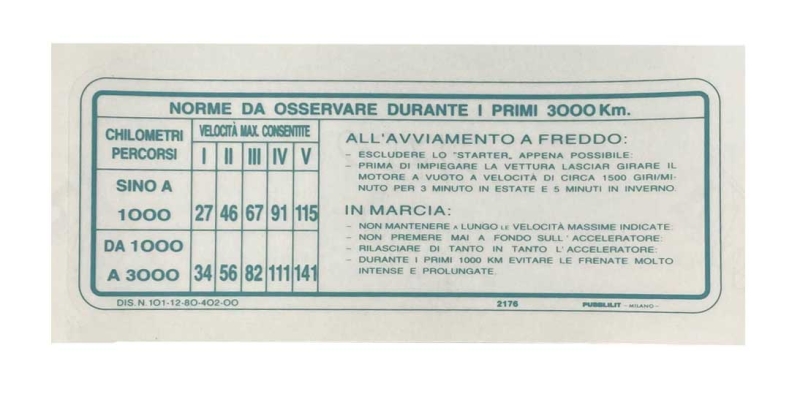 NORME DA OSSERVARE DURANTE I PRIMI 3000 Km.
CHILOMETRI PERCORSI
VELOCITÀ MAX. CONSENTITE
I II III IV V
SINO A 1000 27 46 67 91 115
DA 1000 A 3000 34 56 82 111 141
ALL'AVVIAMENTO A FREDDO:
- ESCLUDERE LO "STARTER„ APPENA POSSIBILE:
- PRIMA DI IMPIEGARE LA VETTURA LASCIAR GIRARE IL
MOTORE A VUOTO A VELOCITÀ DI CIRCA 1500 GIRI/MI-
NUTO PER 3 MINUTO IN ESTATE E 5 MINUTI IN INVERNO.
IN MARCIA:
- NON MANTENERE A LUNGO LE VELOCITÀ MASSIME INDICATE:
- NON PREMERE MAI A FONDO SULL'ACCELERATORE:
- RILASCIARE DI TANTO IN TANTO L'ACCELERATORE:
- DURANTE I PRIMI 1000 KM EVITARE LE FRENATE MOLTO
INTENSE E PROLUNGATE.
DIS. N. 101-12-80-402-00
2176
PUBBLILIT - MILANO -